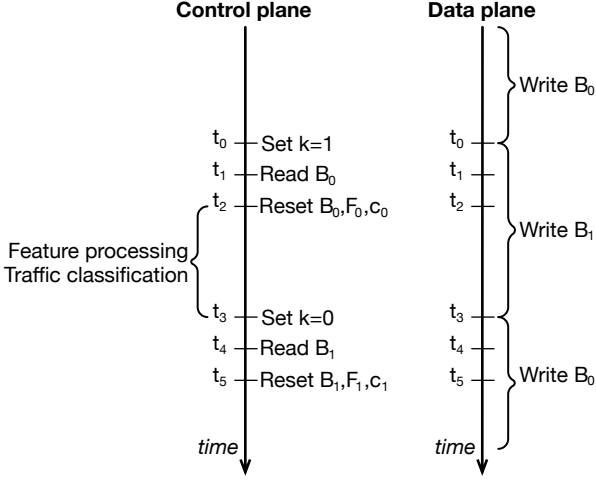 Control plane
Data plane
Write B₀
t₀ Set k=1
t₀
t₁ Read B₀
t₁
t₂ Reset B₀,F₀,c₀
t₂
Write B₁
Feature processing
Traffic classification
t₃ Set k=0
t₃
t₄ Read B₁
t₄
t₅ Reset B₁,F₁,c₁
t₅
Write B₀
time
time